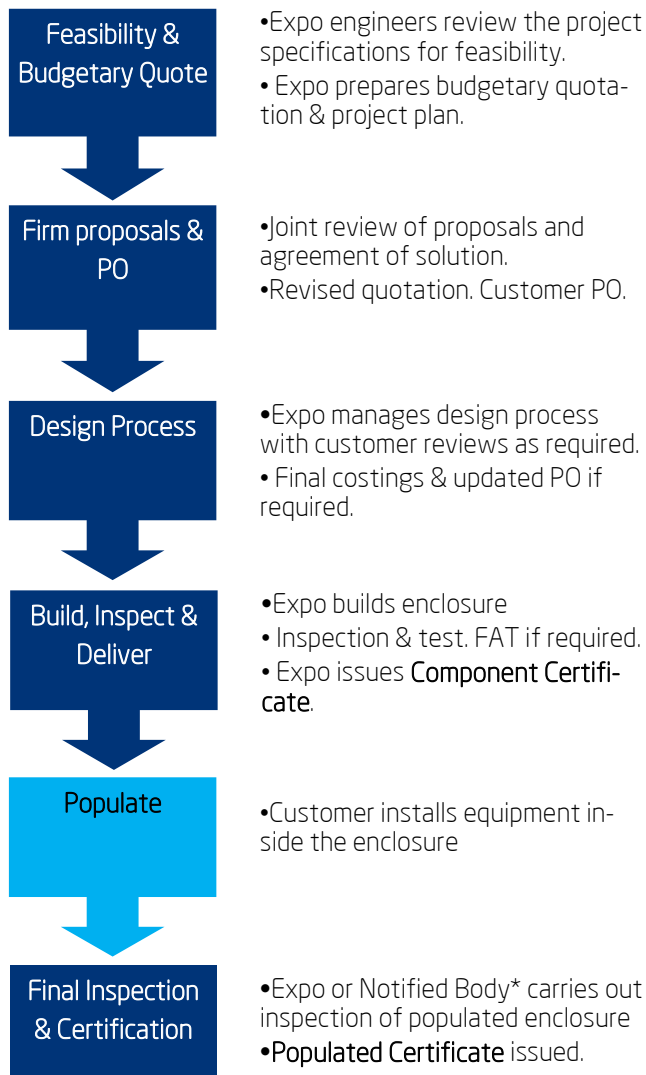 Feasibility &
Budgetary Quote
•Expo engineers review the project
specifications for feasibility.
• Expo prepares budgetary quota-
tion & project plan.
Firm proposals &
PO
•Joint review of proposals and
agreement of solution.
•Revised quotation. Customer PO.
Design Process
•Expo manages design process
with customer reviews as required.
• Final costings & updated PO if
required.
Build, Inspect &
Deliver
•Expo builds enclosure
• Inspection & test. FAT if required.
• Expo issues Component Certifi-
cate.
Populate
•Customer installs equipment in-
side the enclosure
Final Inspection
& Certification
•Expo or Notified Body* carries out
inspection of populated enclosure
•Populated Certificate issued.